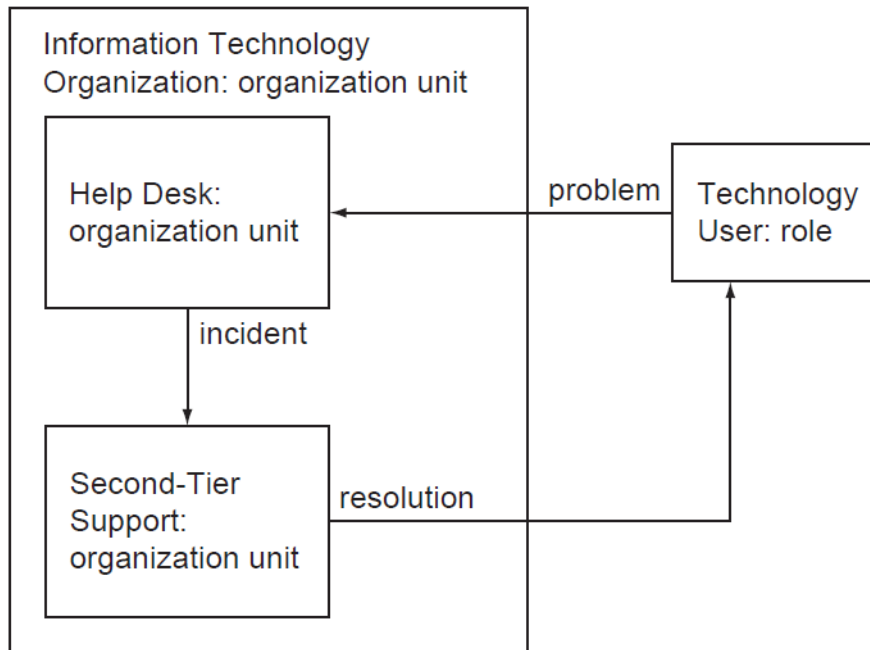 Information Technology
Organization: organization unit
Help Desk:
organization unit
problem
Technology
User: role
incident
Second-Tier
Support:
organization unit
resolution